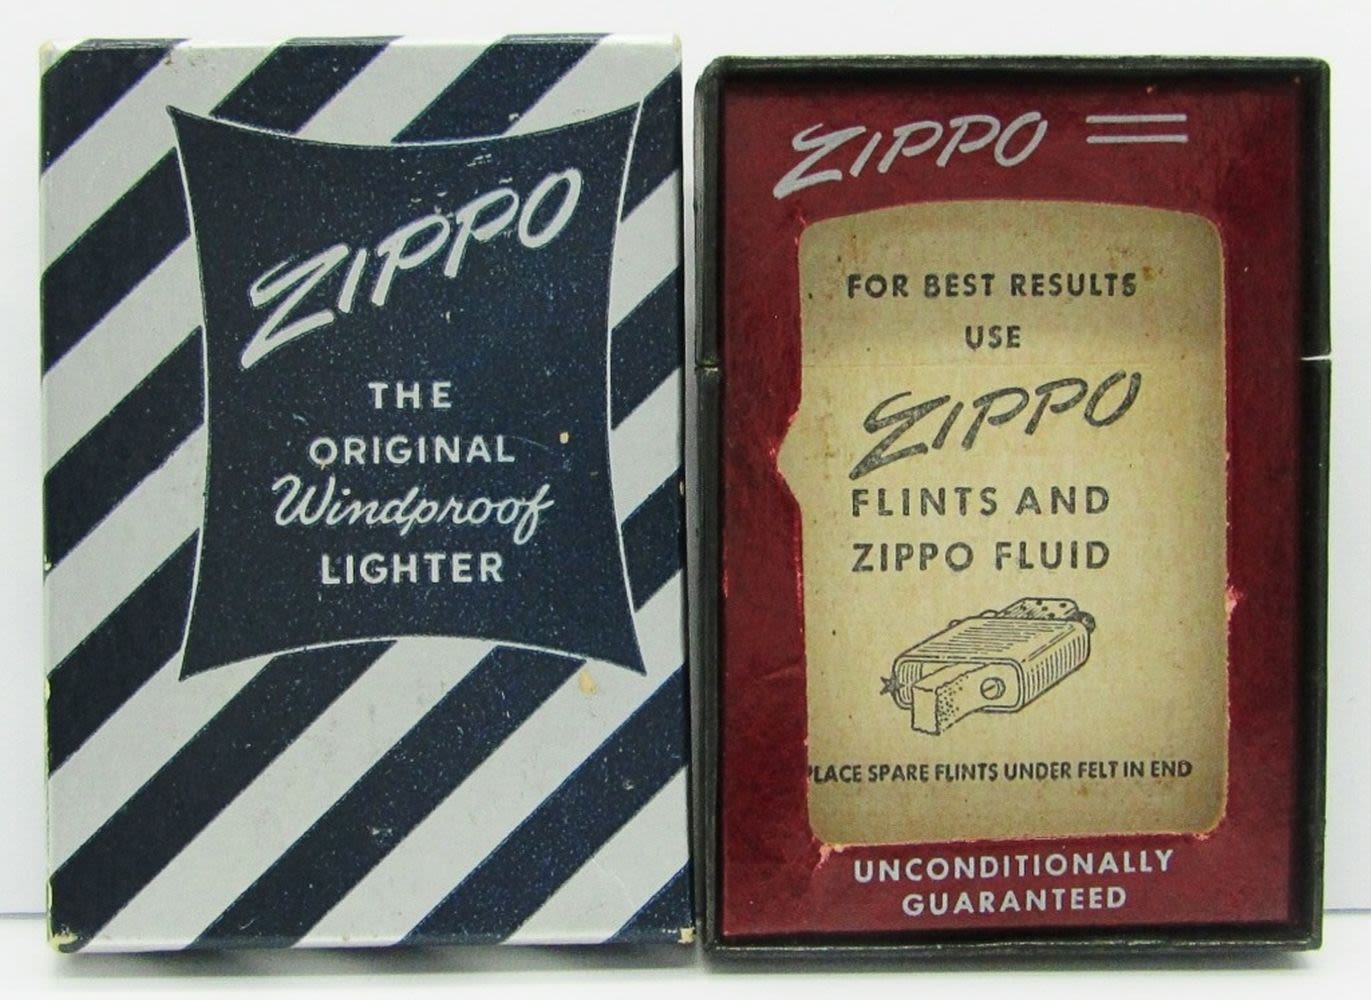 ZIPPO
THE
ORIGINAL
Windproof
LIGHTER
ZIPPO
FOR BEST RESULTS
USE
ZIPPO
FLINTS AND
ZIPPO FLUID
PLACE SPARE FLINTS UNDER FELT IN END
UNCONDITIONALLY
GUARANTEED